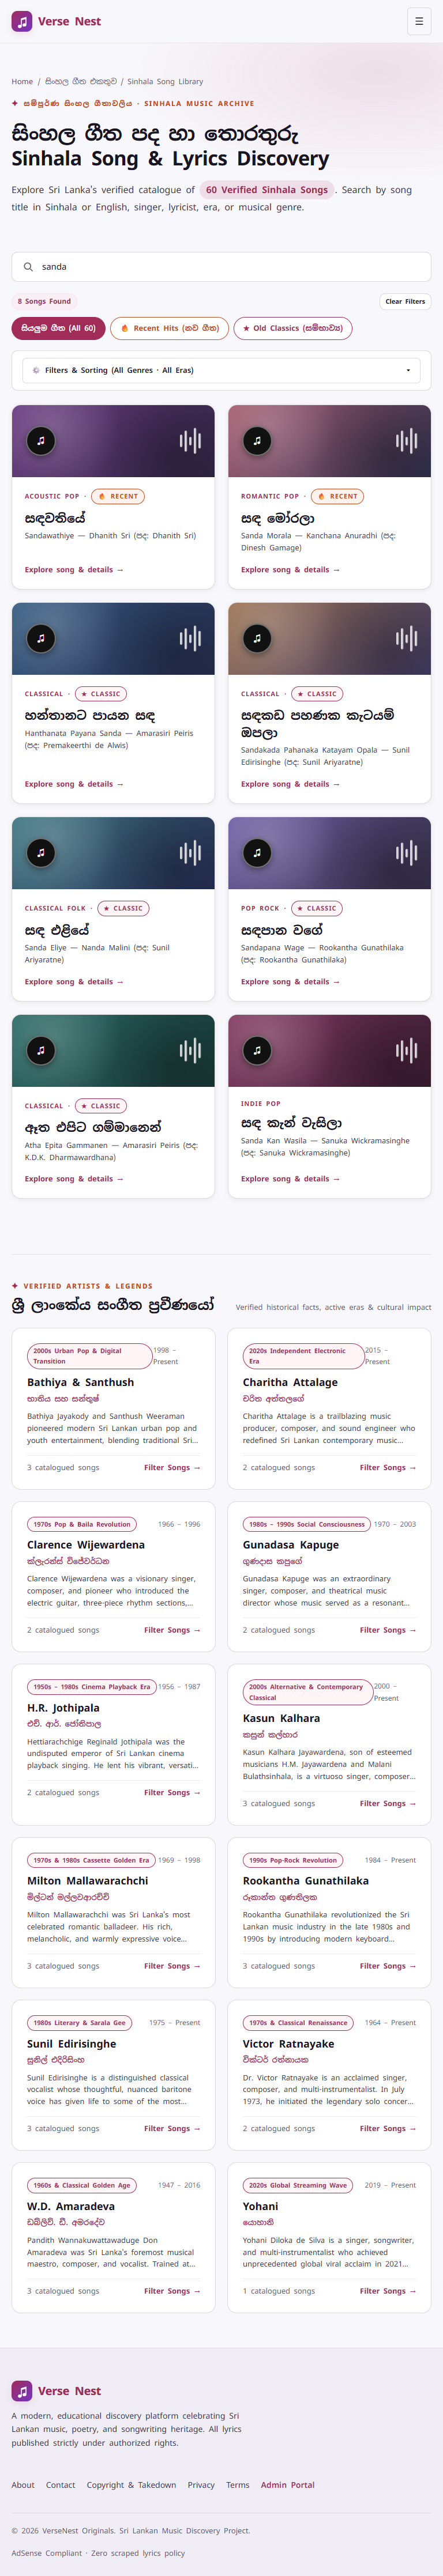 Verse Nest
☰
Home / සිංහල ගීත එකතුව / Sinhala Song Library
✦ සම්පූර්ණ සිංහල ගීතාවලිය · SINHALA MUSIC ARCHIVE
සිංහල ගීත පද හා තොරතුරු
Sinhala Song & Lyrics Discovery
Explore Sri Lanka's verified catalogue of 60 Verified Sinhala Songs. Search by song
title in Sinhala or English, singer, lyricist, era, or musical genre.
sanda
8 Songs Found
Clear Filters
සියලුම ගීත (All 60)
🔥 Recent Hits (නව ගීත)
★ Old Classics (සම්භාව්‍ය)
⚙ Filters & Sorting (All Genres · All Eras)
ACOUSTIC POP · 🔥 RECENT
සඳවතියේ
Sandawathiye — Dhanith Sri (පද: Dhanith Sri)
Explore song & details →
ROMANTIC POP · 🔥 RECENT
සඳ මෝරලා
Sanda Morala — Kanchana Anuradhi (පද:
Dinesh Gamage)
Explore song & details →
CLASSICAL · ★ CLASSIC
හන්තානට පායන සඳ
Hanthanata Payana Sanda — Amarasiri Peiris
(පද: Premakeerthi de Alwis)
Explore song & details →
CLASSICAL · ★ CLASSIC
සඳකඩ පහණක කැටයම්
ඔපලා
Sandakada Pahanaka Katayam Opala — Sunil
Edirisinghe (පද: Sunil Ariyaratne)
Explore song & details →
CLASSICAL FOLK · ★ CLASSIC
සඳ එළියේ
Sanda Eliye — Nanda Malini (පද: Sunil
Ariyaratne)
Explore song & details →
POP ROCK · ★ CLASSIC
සඳපාන වගේ
Sandapana Wage — Rookantha Gunathilaka
(පද: Rookantha Gunathilaka)
Explore song & details →
CLASSICAL · ★ CLASSIC
ඈත එපිට ගම්මානෙන්
Atha Epita Gammanen — Amarasiri Peiris (පද:
K.D.K. Dharmawardhana)
Explore song & details →
INDIE POP
සඳ කැන් වැසිලා
Sanda Kan Wasila — Sanuka Wickramasinghe
(පද: Sanuka Wickramasinghe)
Explore song & details →
✦ VERIFIED ARTISTS & LEGENDS
ශ්‍රී ලාංකේය සංගීත ප්‍රවීණයෝ
Verified historical facts, active eras & cultural impact
2000s Urban Pop & Digital
Transition
1998 –
Present
Bathiya & Santhush
භාතිය සහ සන්තුෂ්
Bathiya Jayakody and Santhush Weeraman
pioneered modern Sri Lankan urban pop and
youth entertainment, blending traditional Sri...
3 catalogued songs
Filter Songs →
2020s Independent Electronic
Era
2015 –
Present
Charitha Attalage
චරිත අත්තලගේ
Charitha Attalage is a trailblazing music
producer, composer, and sound engineer who
redefined Sri Lankan contemporary music...
2 catalogued songs
Filter Songs →
1970s Pop & Baila Revolution
1966 – 1996
Clarence Wijewardena
ක්ලැරන්ස් විජේවර්ධන
Clarence Wijewardena was a visionary singer,
composer, and pioneer who introduced the
electric guitar, three-piece rhythm sections,...
2 catalogued songs
Filter Songs →
1980s – 1990s Social Consciousness
1970 – 2003
Gunadasa Kapuge
ගුණදාස කපුගේ
Gunadasa Kapuge was an extraordinary
singer, composer, and theatrical music
director whose music served as a resonant...
2 catalogued songs
Filter Songs →
1950s – 1980s Cinema Playback Era
1956 – 1987
H.R. Jothipala
එච්. ආර්. ජෝතිපාල
Hettiarachchige Reginald Jothipala was the
undisputed emperor of Sri Lankan cinema
playback singing. He lent his vibrant, versati...
2 catalogued songs
Filter Songs →
2000s Alternative & Contemporary
Classical
2000 –
Present
Kasun Kalhara
කසුන් කල්හාර
Kasun Kalhara Jayawardena, son of esteemed
musicians H.M. Jayawardena and Malani
Bulathsinhala, is a virtuoso singer, composer...
3 catalogued songs
Filter Songs →
1970s & 1980s Cassette Golden Era
1969 – 1998
Milton Mallawarachchi
මිල්ටන් මල්ලවආරච්චි
Milton Mallawarachchi was Sri Lanka's most
celebrated romantic balladeer. His rich,
melancholic, and warmly expressive voice...
3 catalogued songs
Filter Songs →
1990s Pop-Rock Revolution
1984 – Present
Rookantha Gunathilaka
රූකාන්ත ගුණතිලක
Rookantha Gunathilaka revolutionized the Sri
Lankan music industry in the late 1980s and
1990s by introducing modern keyboard...
3 catalogued songs
Filter Songs →
1980s Literary & Sarala Gee
1975 – Present
Sunil Edirisinghe
සුනිල් එදිරිසිංහ
Sunil Edirisinghe is a distinguished classical
vocalist whose thoughtful, nuanced baritone
voice has given life to some of the most...
3 catalogued songs
Filter Songs →
1970s & Classical Renaissance
1964 – Present
Victor Ratnayake
වික්ටර් රත්නායක
Dr. Victor Ratnayake is an acclaimed singer,
composer, and multi-instrumentalist. In July
1973, he initiated the legendary solo concer...
2 catalogued songs
Filter Songs →
1960s & Classical Golden Age
1947 – 2016
W.D. Amaradeva
ඩබ්ලිව්. ඩී. අමරදේව
Pandith Wannakuwattawaduge Don
Amaradeva was Sri Lanka's foremost musical
maestro, composer, and vocalist. Trained at...
3 catalogued songs
Filter Songs →
2020s Global Streaming Wave
2019 – Present
Yohani
යොහානි
Yohani Diloka de Silva is a singer, songwriter,
and multi-instrumentalist who achieved
unprecedented global viral acclaim in 2021...
1 catalogued songs
Filter Songs →
Verse Nest
A modern, educational discovery platform celebrating Sri
Lankan music, poetry, and songwriting heritage. All lyrics
published strictly under authorized rights.
About Contact Copyright & Takedown Privacy Terms Admin Portal
© 2026 VerseNest Originals. Sri Lankan Music Discovery Project.
AdSense Compliant · Zero scraped lyrics policy